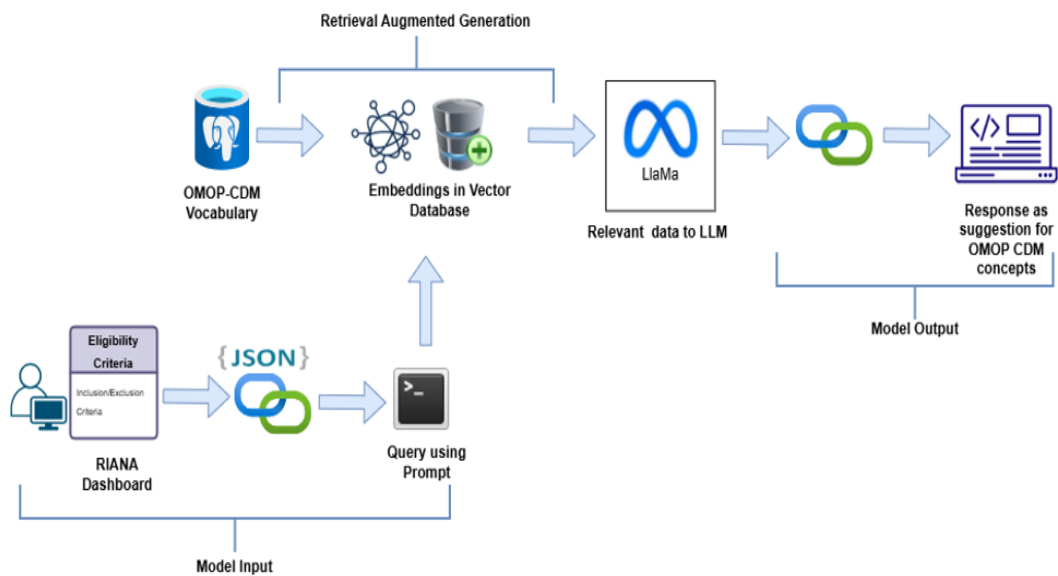 Retrieval Augmented Generation
OMOP-CDM
Vocabulary
Embeddings in Vector
Database
LlaMa
Relevant data to LLM
Response as
suggestion for
OMOP CDM
concepts
Model Output
Eligibility
Criteria
Inclusion/Exclusion
Criteria
RIANA
Dashboard
{JSON}
>_
Query using
Prompt
Model Input